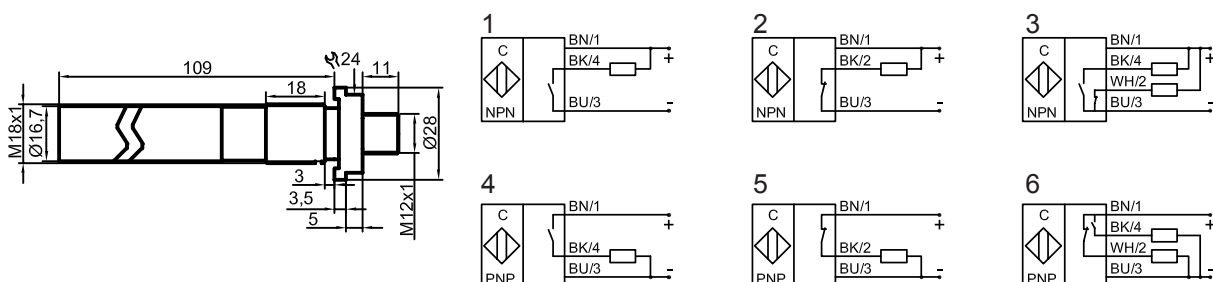 109
24
11
18
M18x1
Ø16,7
Ø28
3
3,5
5
M12x1
1
C
NPN
BN/1
BK/4
BU/3
+
-
2
C
NPN
BN/1
BK/2
BU/3
+
-
3
C
NPN
BN/1
BK/4
WH/2
BU/3
+
-
4
C
PNP
BN/1
BK/4
BU/3
+
-
5
C
PNP
BN/1
BK/2
BU/3
+
-
6
C
PNP
BN/1
BK/4
WH/2
BU/3
+
-